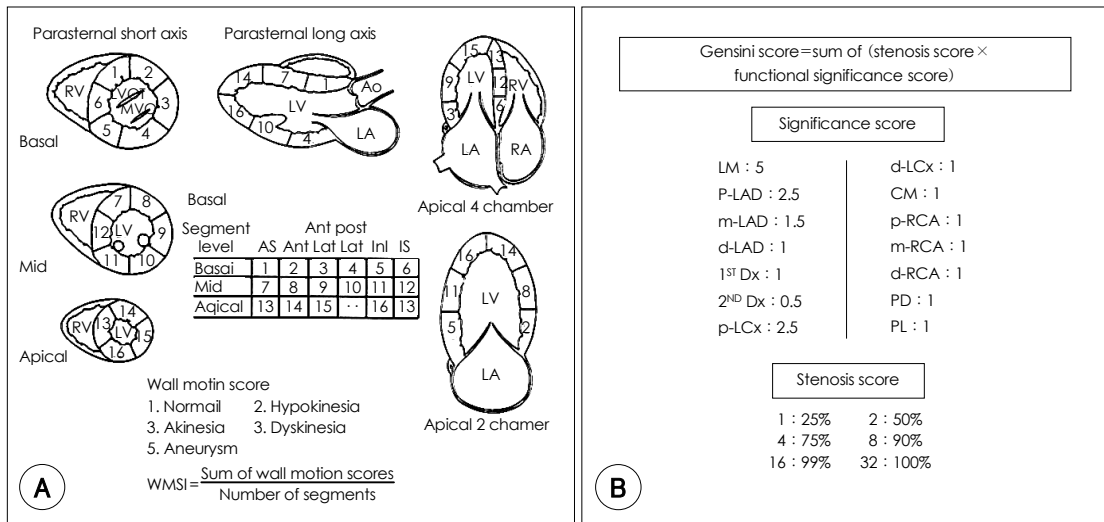 Parasternal short axis
Parasternal long axis
1
2
RV
LVOT
6
MVO
3
5
4
Basal
14
7
1
Ao
LV
16
10
4
LA
15
13
LV
9
12
RV
3
6
LA
RA
Apical 4 chamber
7
8
RV
12
LV
9
11
10
Mid
Basal
Segment
level
Ant post
AS Ant Lat Lat InI IS
Basai 1 2 3 4 5 6
Mid 7 8 9 10 11 12
Aqical 13 14 15 ·· 16 13
14
RV
13
LV
15
16
Apical
16
14
11
LV
8
5
2
LA
Apical 2 chamer
Wall motin score
1. Normail 2. Hypokinesia
3. Akinesia 3. Dyskinesia
5. Aneurysm
WMSI=Sum of wall motion scores
Number of segments
A
Gensini score=sum of (stenosis score×
functional significance score)
Significance score
LM : 5
P-LAD : 2.5
m-LAD : 1.5
d-LAD : 1
1ST Dx : 1
2ND Dx : 0.5
p-LCx : 2.5
d-LCx : 1
CM : 1
p-RCA : 1
m-RCA : 1
d-RCA : 1
PD : 1
PL : 1
Stenosis score
1 : 25% 2 : 50%
4 : 75% 8 : 90%
16 : 99% 32 : 100%
B